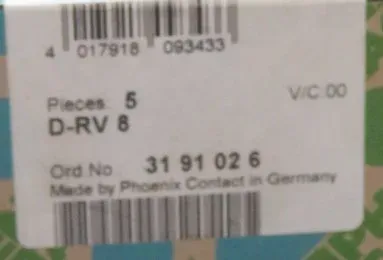 4 017918 093433
Pieces 5 V/C.00
D-RV 8
Ord No 31 91 02 6
Made by Phoenix Contact in Germany